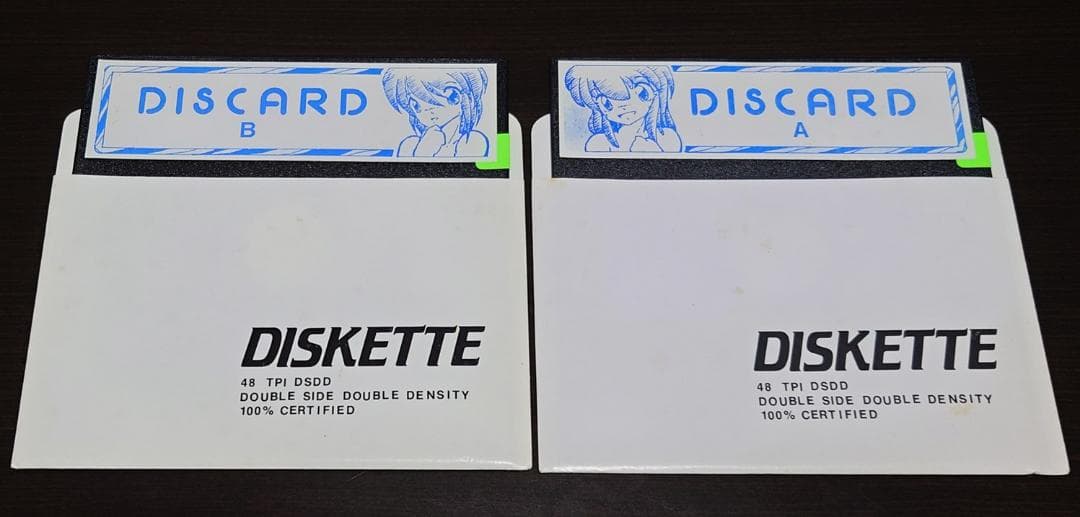 DISCARD
B
DISKETTE
48 TPI DSDD
DOUBLE SIDE DOUBLE DENSITY
100% CERTIFIED
DISCARD
A
DISKETTE
48 TPI DSDD
DOUBLE SIDE DOUBLE DENSITY
100% CERTIFIED